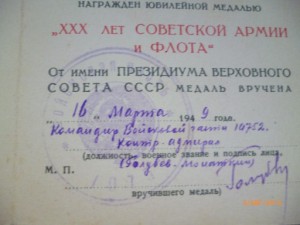 НАГРАЖДЕН ЮБИЛЕЙНОЙ МЕДАЛЬЮ
„XXX ЛЕТ СОВЕТСКОЙ АРМИИ
И ФЛОТА“
От имени ПРЕЗИДИУМА ВЕРХОВНОГО
СОВЕТА СССР МЕДАЛЬ ВРУЧЕНА
16 марта 1949 года.
Командир Войсковой части 10752.
Контр-адмирал
(должность, военное звание и подпись лица,
М. П.
вручившего медаль)